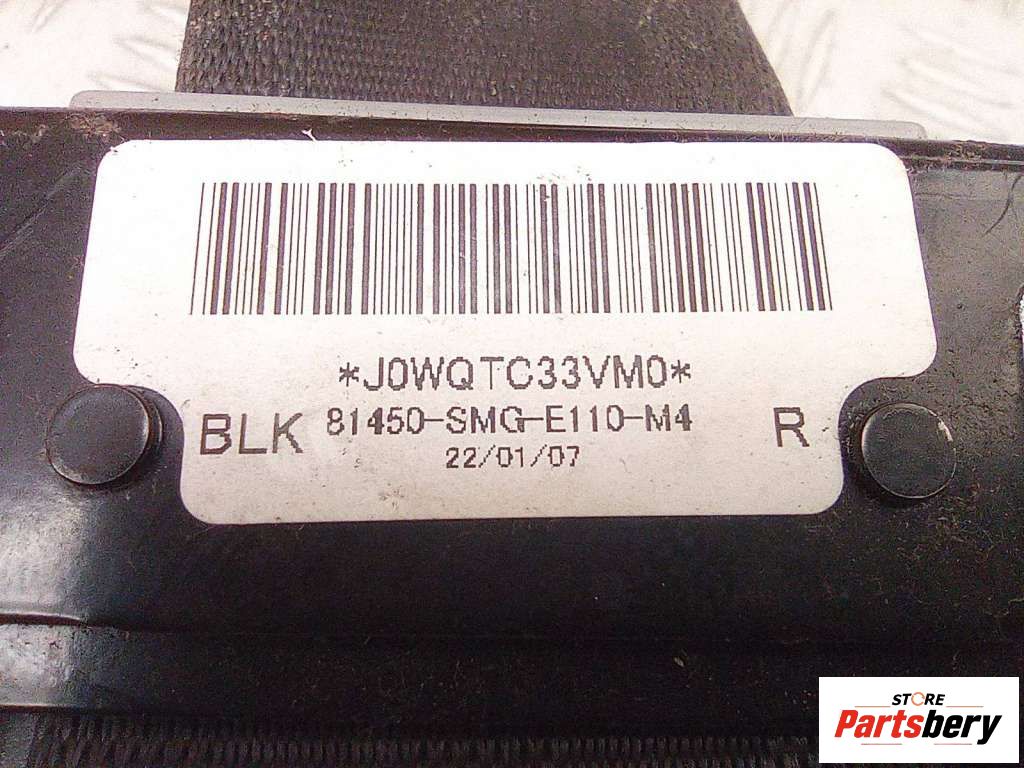 *J0WQTC33VM0*
BLK 81450-SMG-E110-M4 R
22/01/07
STORE
Partsbery